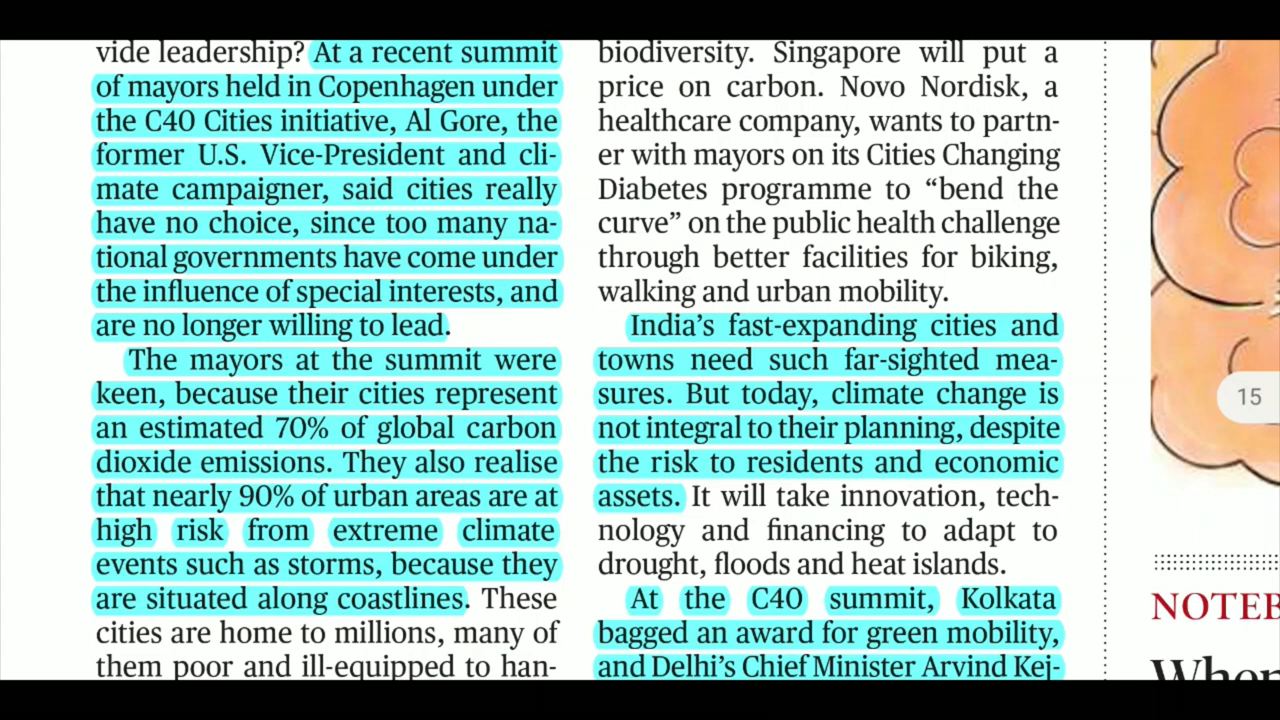 vide leadership? At a recent summit
of mayors held in Copenhagen under
the C40 Cities initiative, Al Gore, the
former U.S. Vice-President and cli-
mate campaigner, said cities really
have no choice, since too many na-
tional governments have come under
the influence of special interests, and
are no longer willing to lead.
The mayors at the summit were
keen, because their cities represent
an estimated 70% of global carbon
dioxide emissions. They also realise
that nearly 90% of urban areas are at
high risk from extreme climate
events such as storms, because they
are situated along coastlines. These
cities are home to millions, many of
them poor and ill-equipped to han-
biodiversity. Singapore will put a
price on carbon. Novo Nordisk, a
healthcare company, wants to partn-
er with mayors on its Cities Changing
Diabetes programme to “bend the
curve” on the public health challenge
through better facilities for biking,
walking and urban mobility.
India’s fast-expanding cities and
towns need such far-sighted mea-
sures. But today, climate change is
not integral to their planning, despite
the risk to residents and economic
assets. It will take innovation, tech-
nology and financing to adapt to
drought, floods and heat islands.
At the C40 summit, Kolkata
bagged an award for green mobility,
and Delhi’s Chief Minister Arvind Kej-
15
NOTEB
When